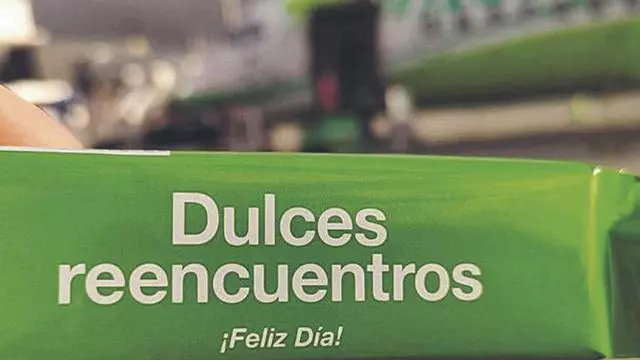 Dulces
reencuentros
¡Feliz Día!